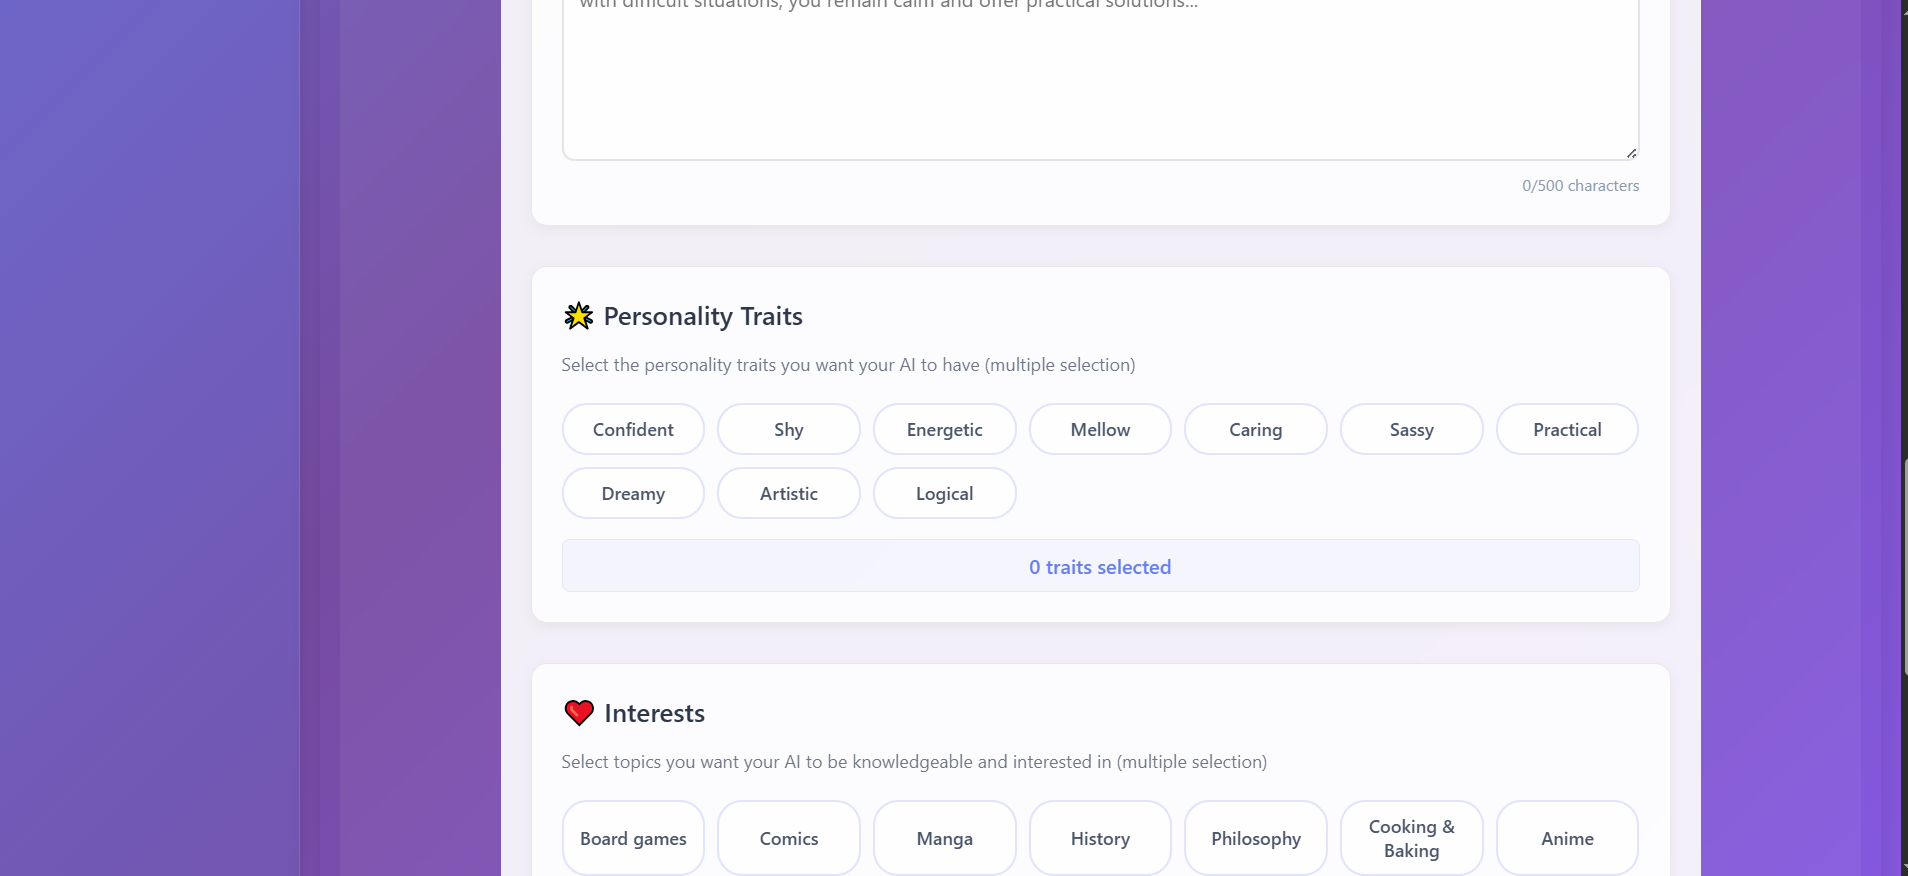 with difficult situations, you remain calm and offer practical solutions...
0/500 characters
Personality Traits
Select the personality traits you want your AI to have (multiple selection)
Confident
Shy
Energetic
Mellow
Caring
Sassy
Practical
Dreamy
Artistic
Logical
0 traits selected
Interests
Select topics you want your AI to be knowledgeable and interested in (multiple selection)
Board games
Comics
Manga
History
Philosophy
Cooking &
Baking
Anime